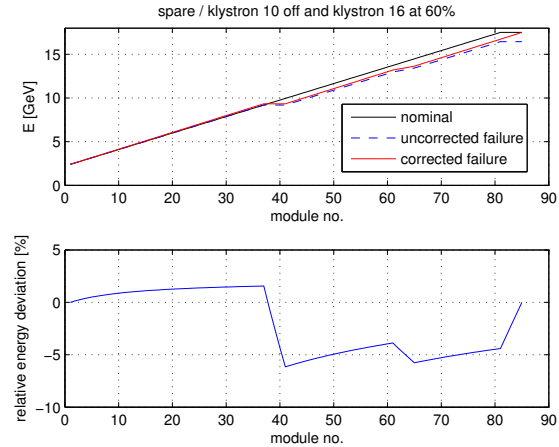 spare / klystron 10 off and klystron 16 at 60%
E [GeV]
15
10
5
0
nominal
uncorrected failure
corrected failure
0 10 20 30 40 50 60 70 80 90
module no.
relative energy deviation [%]
5
0
−5
−10
0 10 20 30 40 50 60 70 80 90
module no.